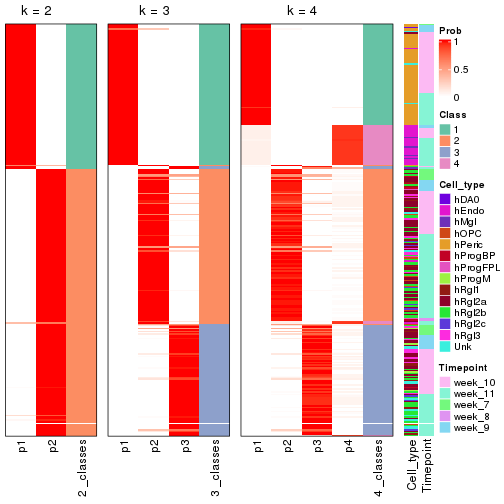 k = 2
k = 3
k = 4
p1
p2
2_classes
p1
p2
p3
3_classes
p1
p2
p3
p4
4_classes
Cell_type
Timepoint
Prob
1
0.5
0
Class
1
2
3
4
Cell_type
hDA0
hEndo
hMgl
hOPC
hPeric
hProgBP
hProgFPL
hProgM
hRgl1
hRgl2a
hRgl2b
hRgl2c
hRgl3
Unk
Timepoint
week_10
week_11
week_7
week_8
week_9